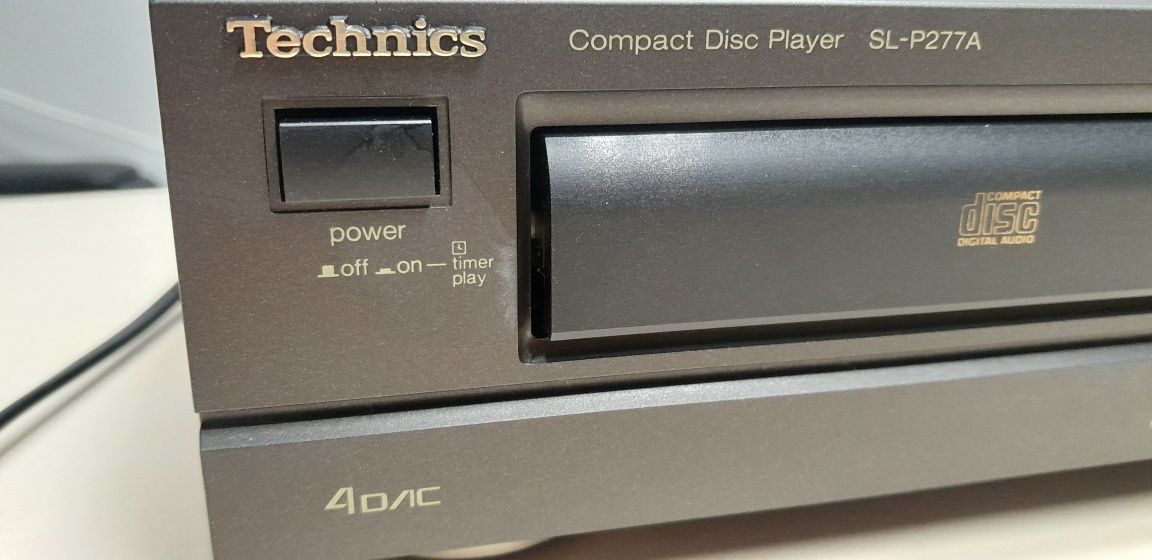 Technics
Compact Disc Player SL-P277A
power
off on — timer
play
COMPACT
disc
DIGITAL AUDIO
4DAC